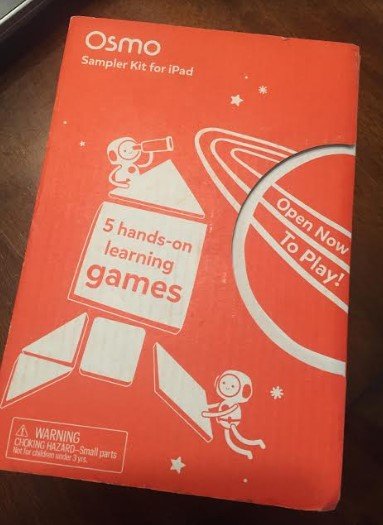 Osmo
Sampler Kit for iPad
5 hands-on
learning
games
Open Now
To Play!
WARNING
CHOKING HAZARD–Small parts
Not for children under 3 yrs.